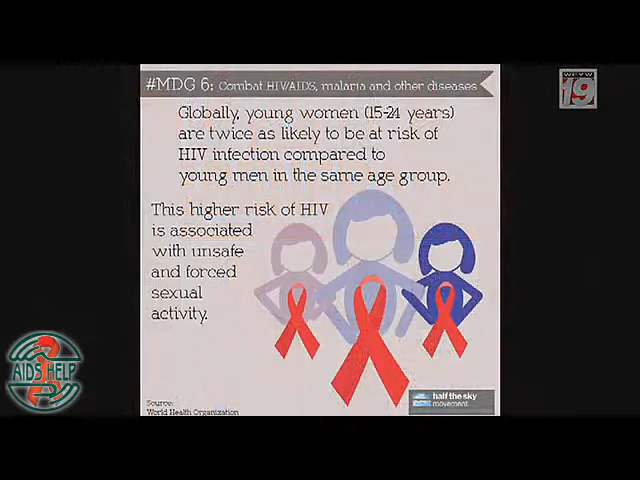 #MDG 6: Combat HIV/AIDS, malaria and other diseases
19
Globally, young women (15-24 years)
are twice as likely to be at risk of
HIV infection compared to
young men in the same age group.
This higher risk of HIV
is associated
with unsafe
and forced
sexual
activity.
AIDS HELP
Source:
World Health Organization
half the sky
movement